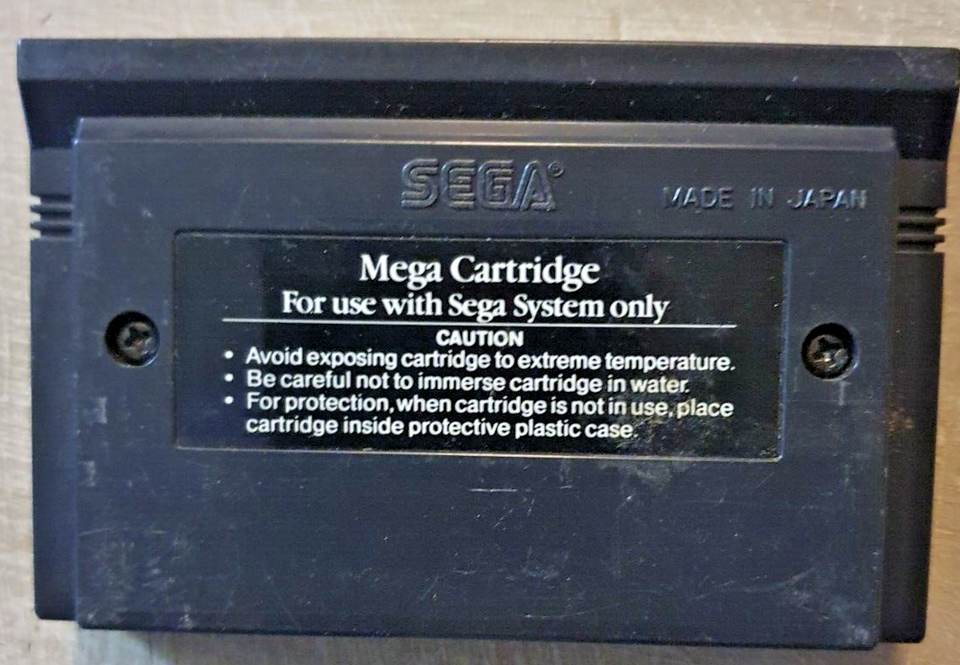 SEGA®
MADE IN JAPAN
Mega Cartridge
For use with Sega System only
CAUTION
• Avoid exposing cartridge to extreme temperature.
• Be careful not to immerse cartridge in water.
• For protection, when cartridge is not in use, place
cartridge inside protective plastic case.